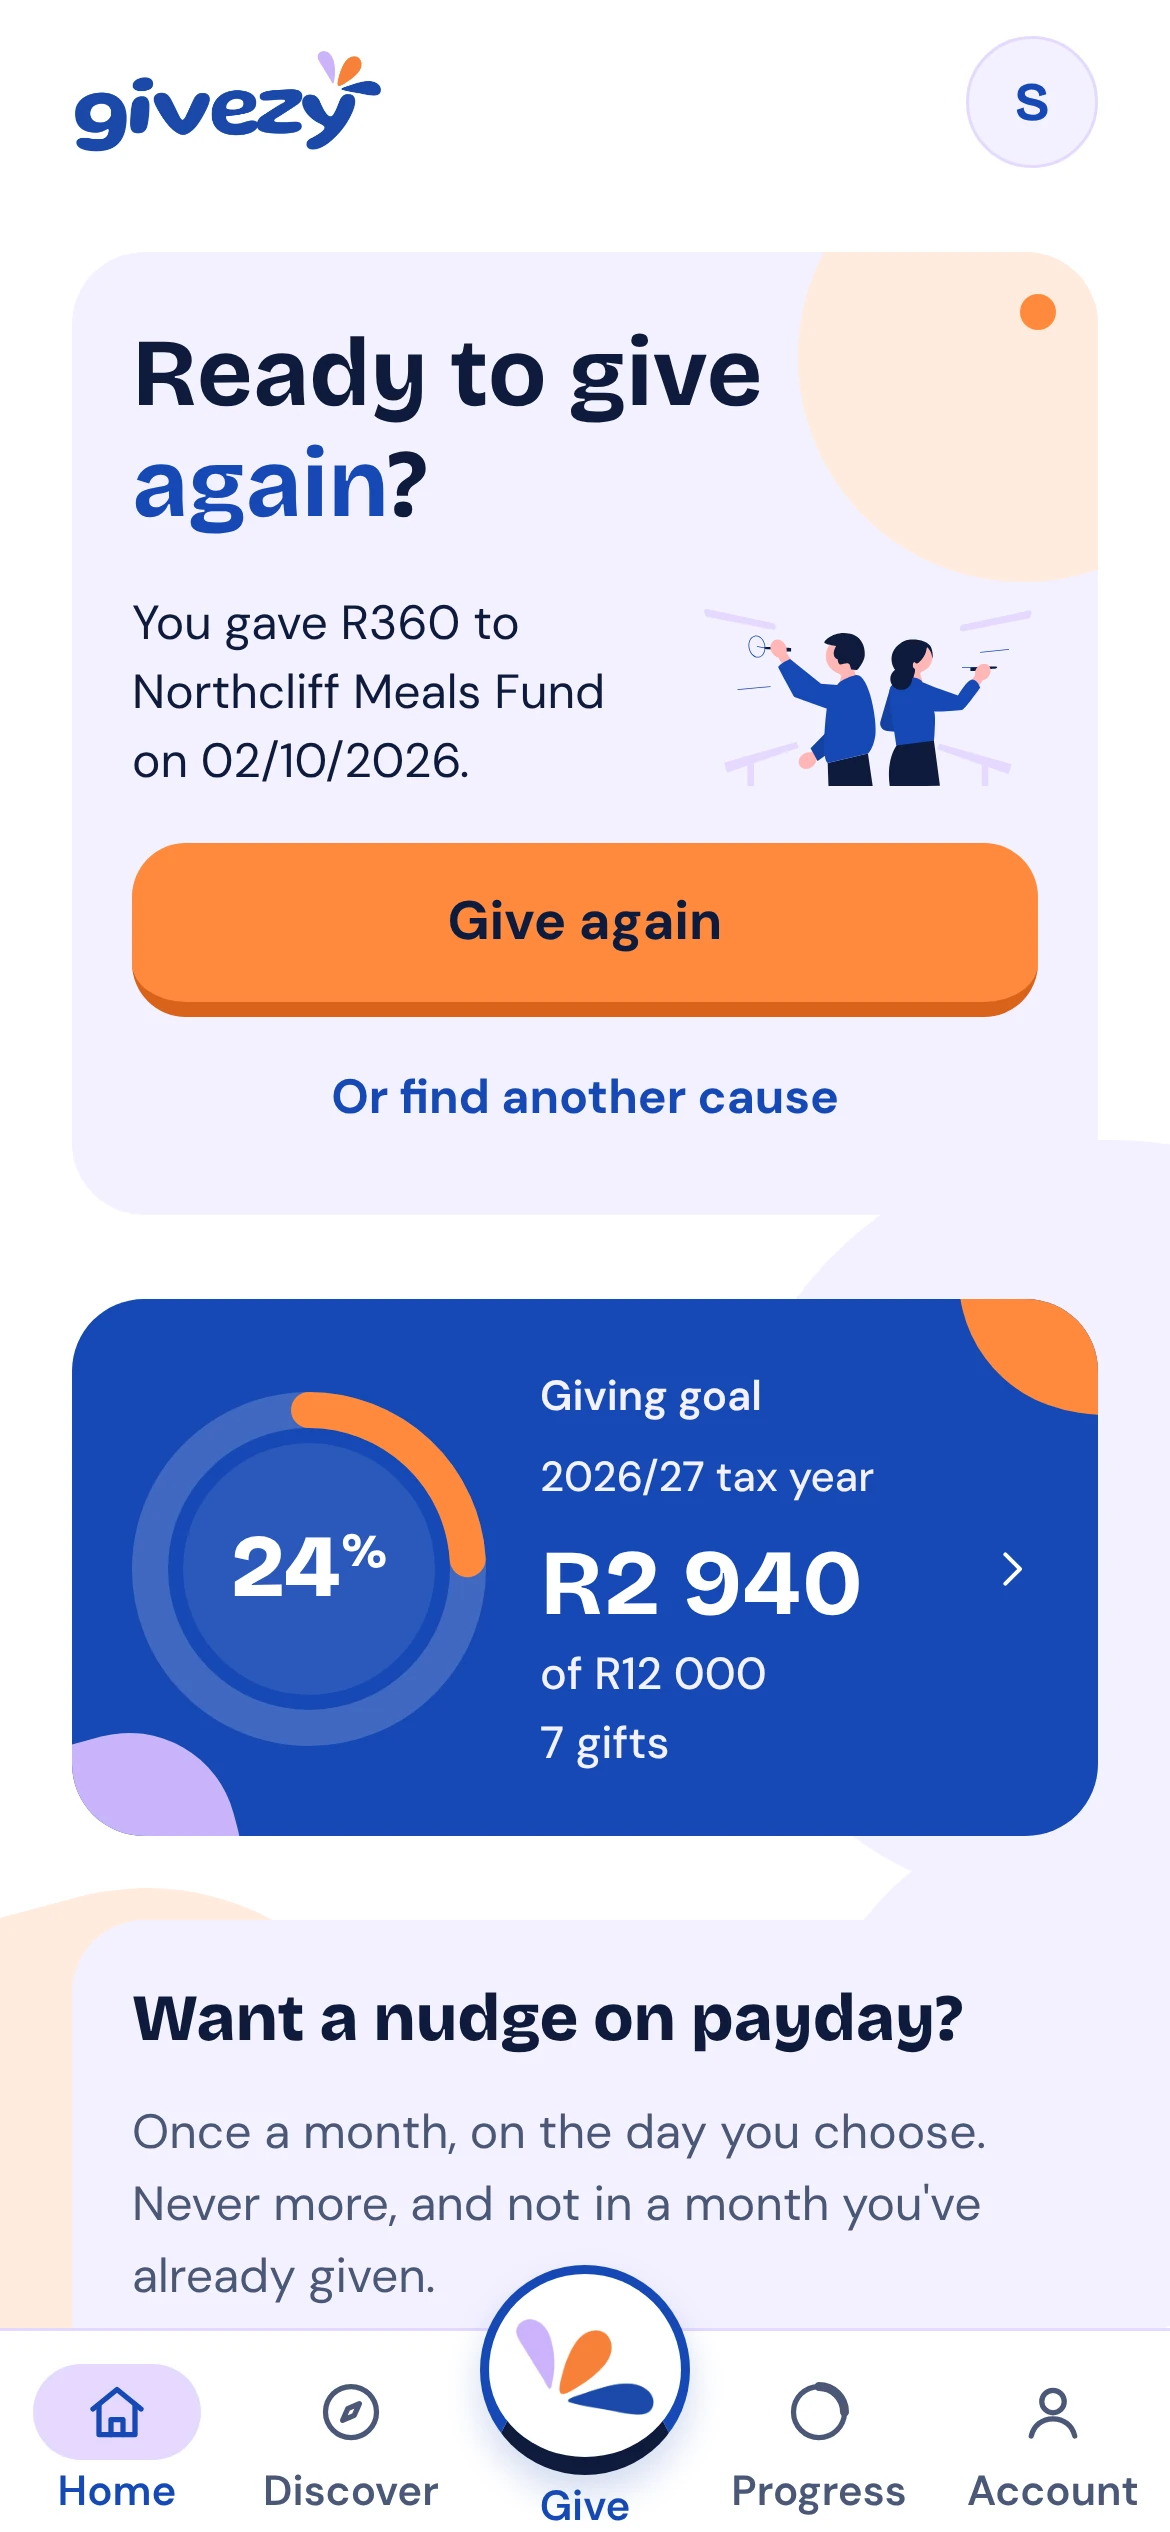 givezy
S
Ready to give
again?
You gave R360 to
Northcliff Meals Fund
on 02/10/2026.
Give again
Or find another cause
Giving goal
2026/27 tax year
24%
R2 940
of R12 000
7 gifts
Want a nudge on payday?
Once a month, on the day you choose.
Never more, and not in a month you've
already given.
Home
Discover
Give
Progress
Account